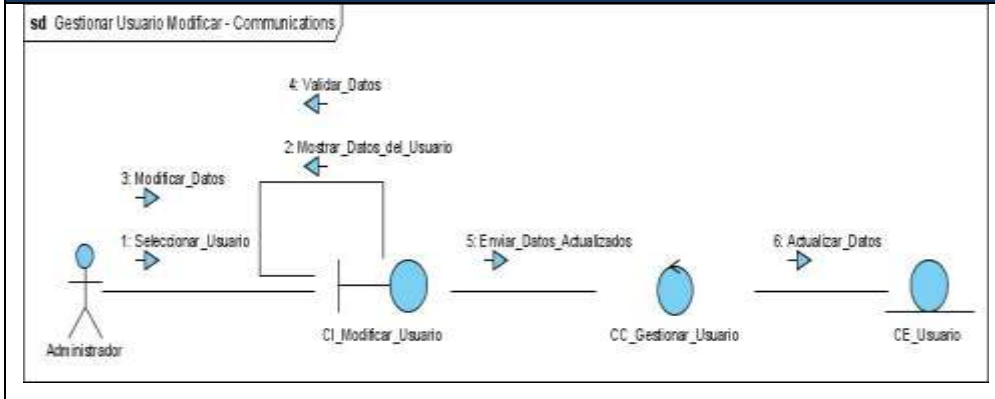 sd Gestionar Usuario Modificar - Communications
4: Validar_Datos
2: Mostrar_Datos_del_Usuario
3: Modificar_Datos
1: Seleccionar_Usuario
5: Enviar_Datos_Actualizados
6: Actualizar_Datos
CI_Modificar_Usuario
CC_Gestionar_Usuario
CE_Usuario
Administrador